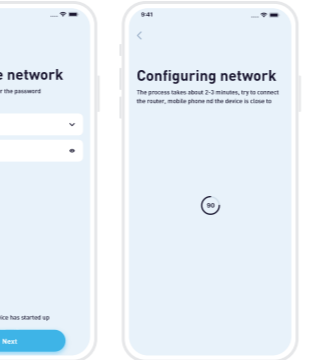 e network
r the password
ice has started up
Next
9:41
Configuring network
The process takes about 2-3 minutes, try to connect
the router, mobile phone nd the device is close to
90